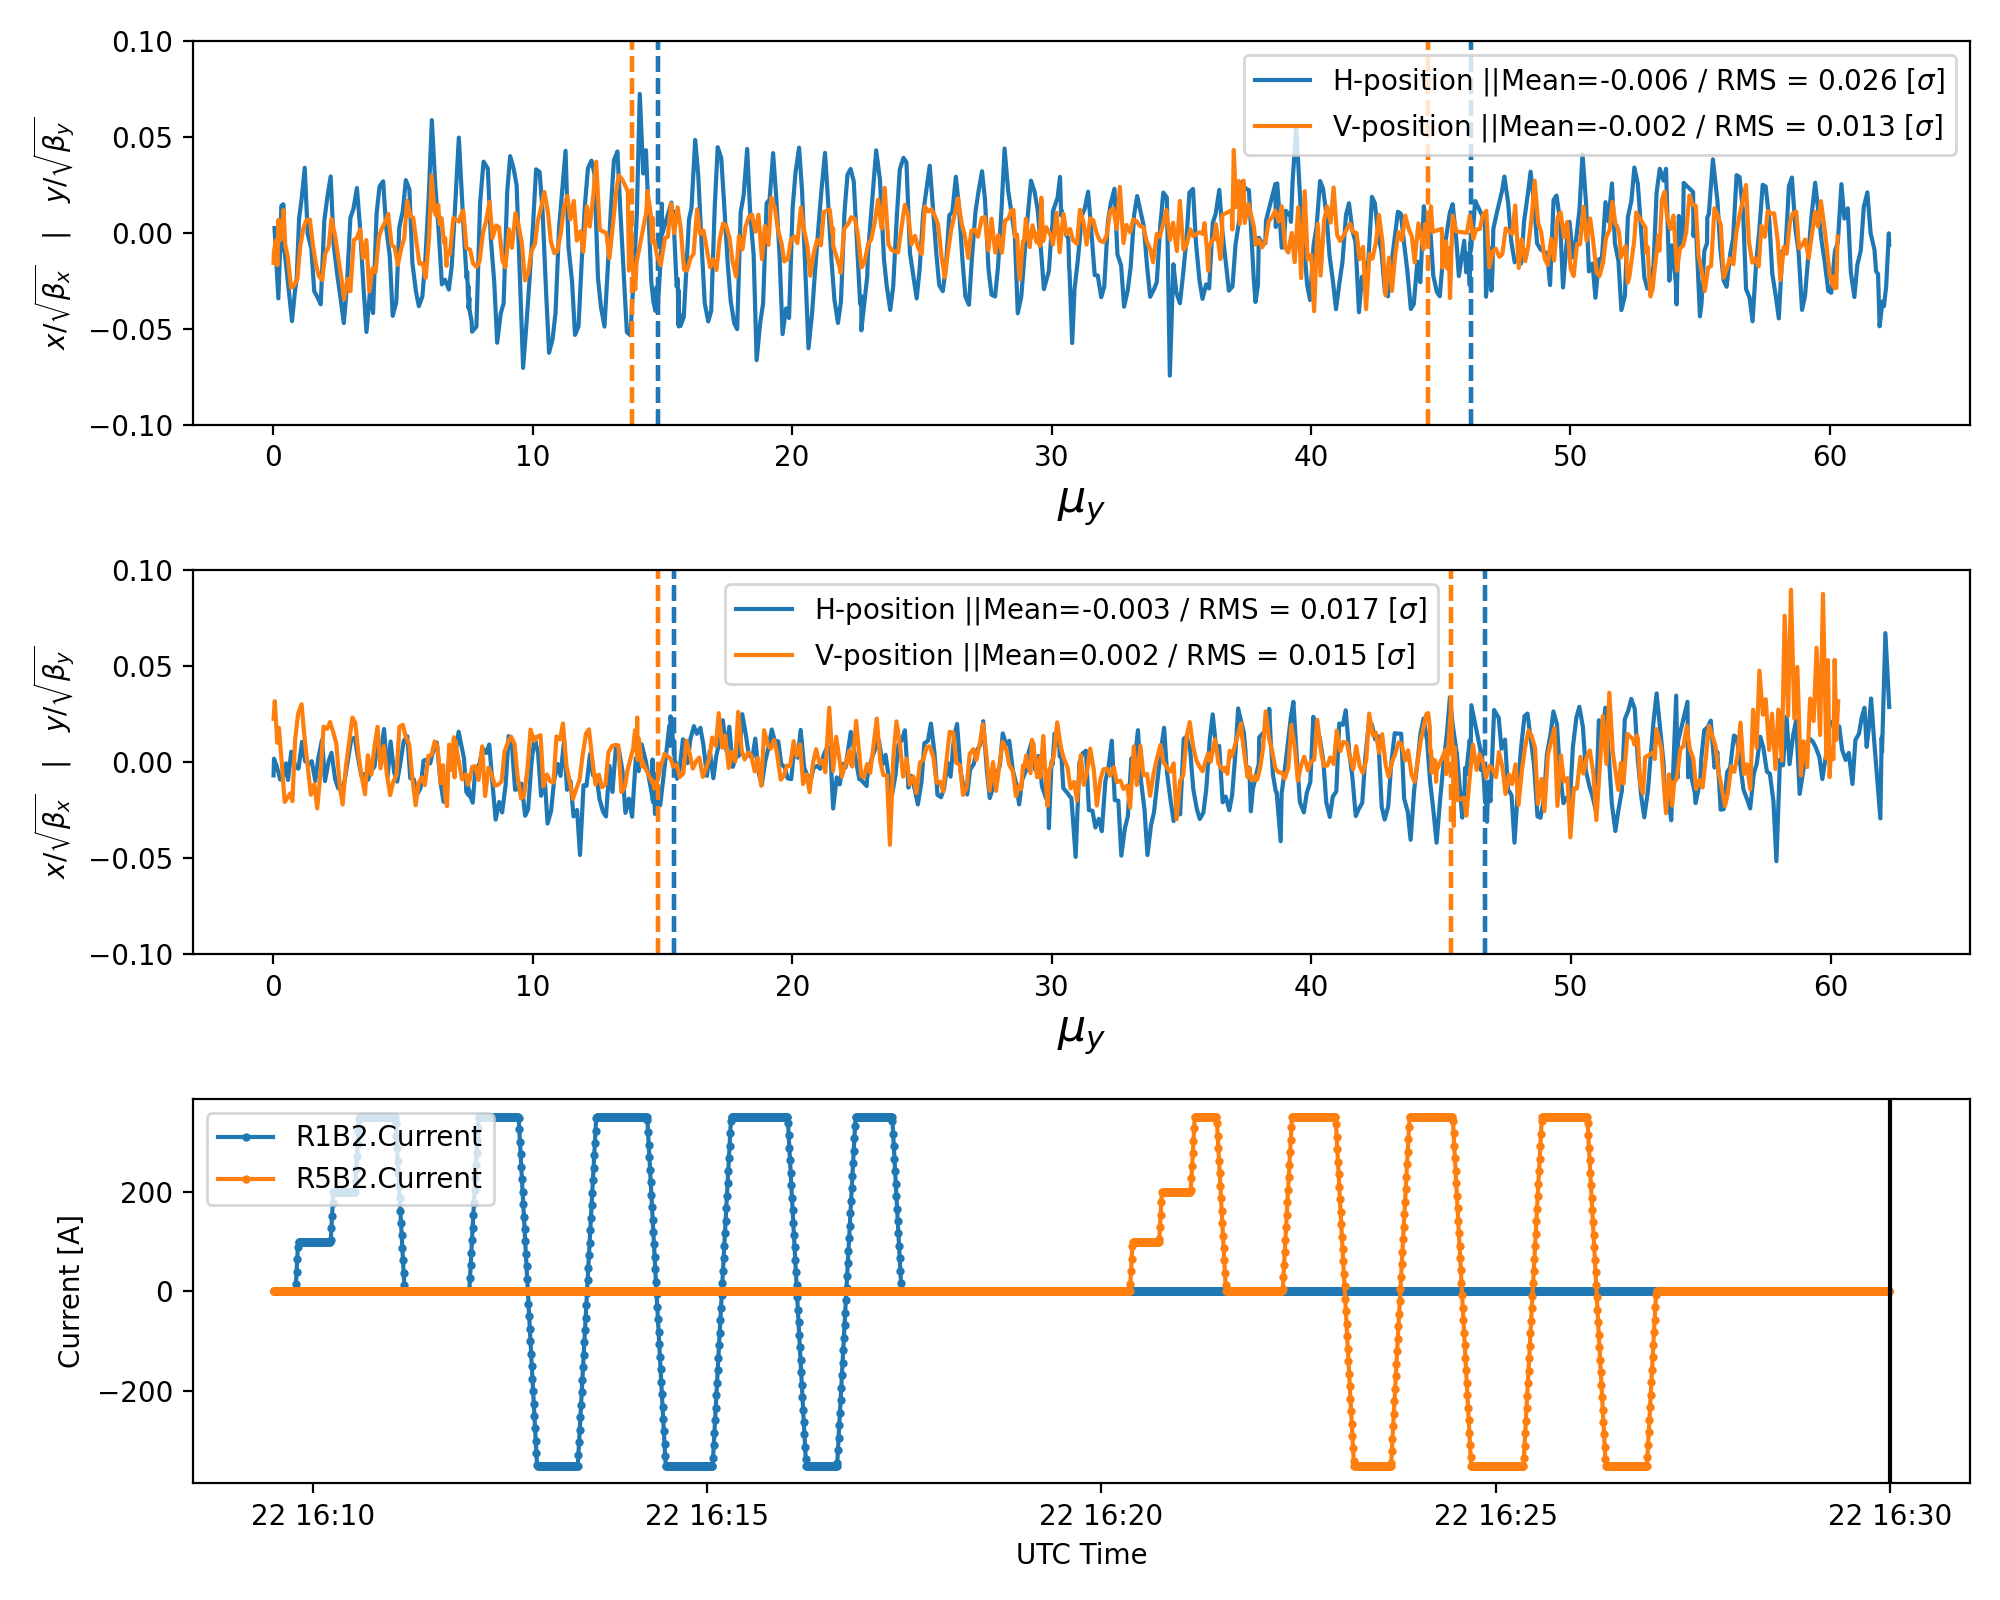 0.10
0.05
0.00
−0.05
−0.10
x/√βx | y/√βy
H-position ||Mean=-0.006 / RMS = 0.026 [σ]
V-position ||Mean=-0.002 / RMS = 0.013 [σ]
0 10 20 30 40 50 60
μy
0.10
0.05
0.00
−0.05
−0.10
x/√βx | y/√βy
H-position ||Mean=-0.003 / RMS = 0.017 [σ]
V-position ||Mean=0.002 / RMS = 0.015 [σ]
0 10 20 30 40 50 60
μy
200
0
−200
Current [A]
R1B2.Current
R5B2.Current
22 16:10 22 16:15 22 16:20 22 16:25 22 16:30
UTC Time